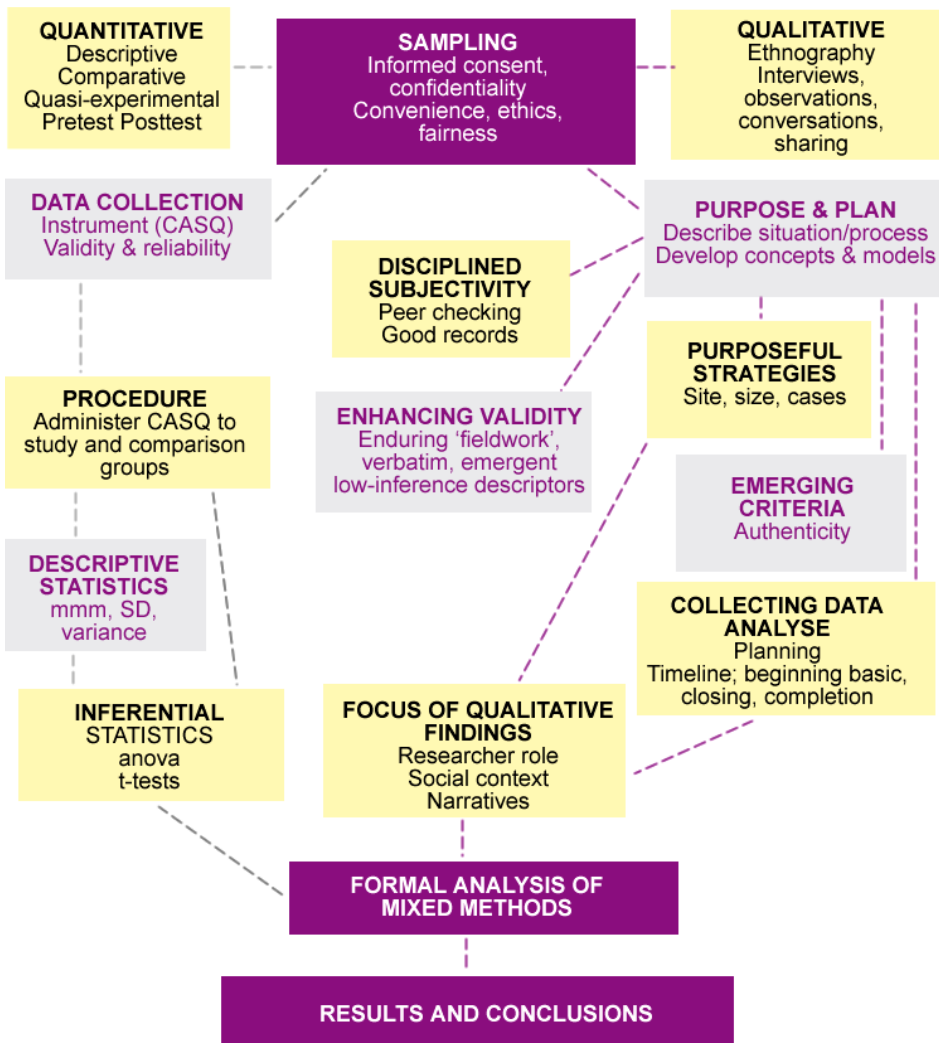 QUANTITATIVE
Descriptive
Comparative
Quasi-experimental
Pretest Posttest
SAMPLING
Informed consent,
confidentiality
Convenience, ethics,
fairness
QUALITATIVE
Ethnography
Interviews,
observations,
conversations,
sharing
DATA COLLECTION
Instrument (CASQ)
Validity & reliability
PURPOSE & PLAN
Describe situation/process
Develop concepts & models
DISCIPLINED
SUBJECTIVITY
Peer checking
Good records
PURPOSEFUL
STRATEGIES
Site, size, cases
PROCEDURE
Administer CASQ to
study and comparison
groups
ENHANCING VALIDITY
Enduring ‘fieldwork’,
verbatim, emergent
low-inference descriptors
EMERGING
CRITERIA
Authenticity
DESCRIPTIVE
STATISTICS
mmm, SD,
variance
COLLECTING DATA
ANALYSE
Planning
Timeline; beginning basic,
closing, completion
INFERENTIAL
STATISTICS
anova
t-tests
FOCUS OF QUALITATIVE
FINDINGS
Researcher role
Social context
Narratives
FORMAL ANALYSIS OF
MIXED METHODS
RESULTS AND CONCLUSIONS